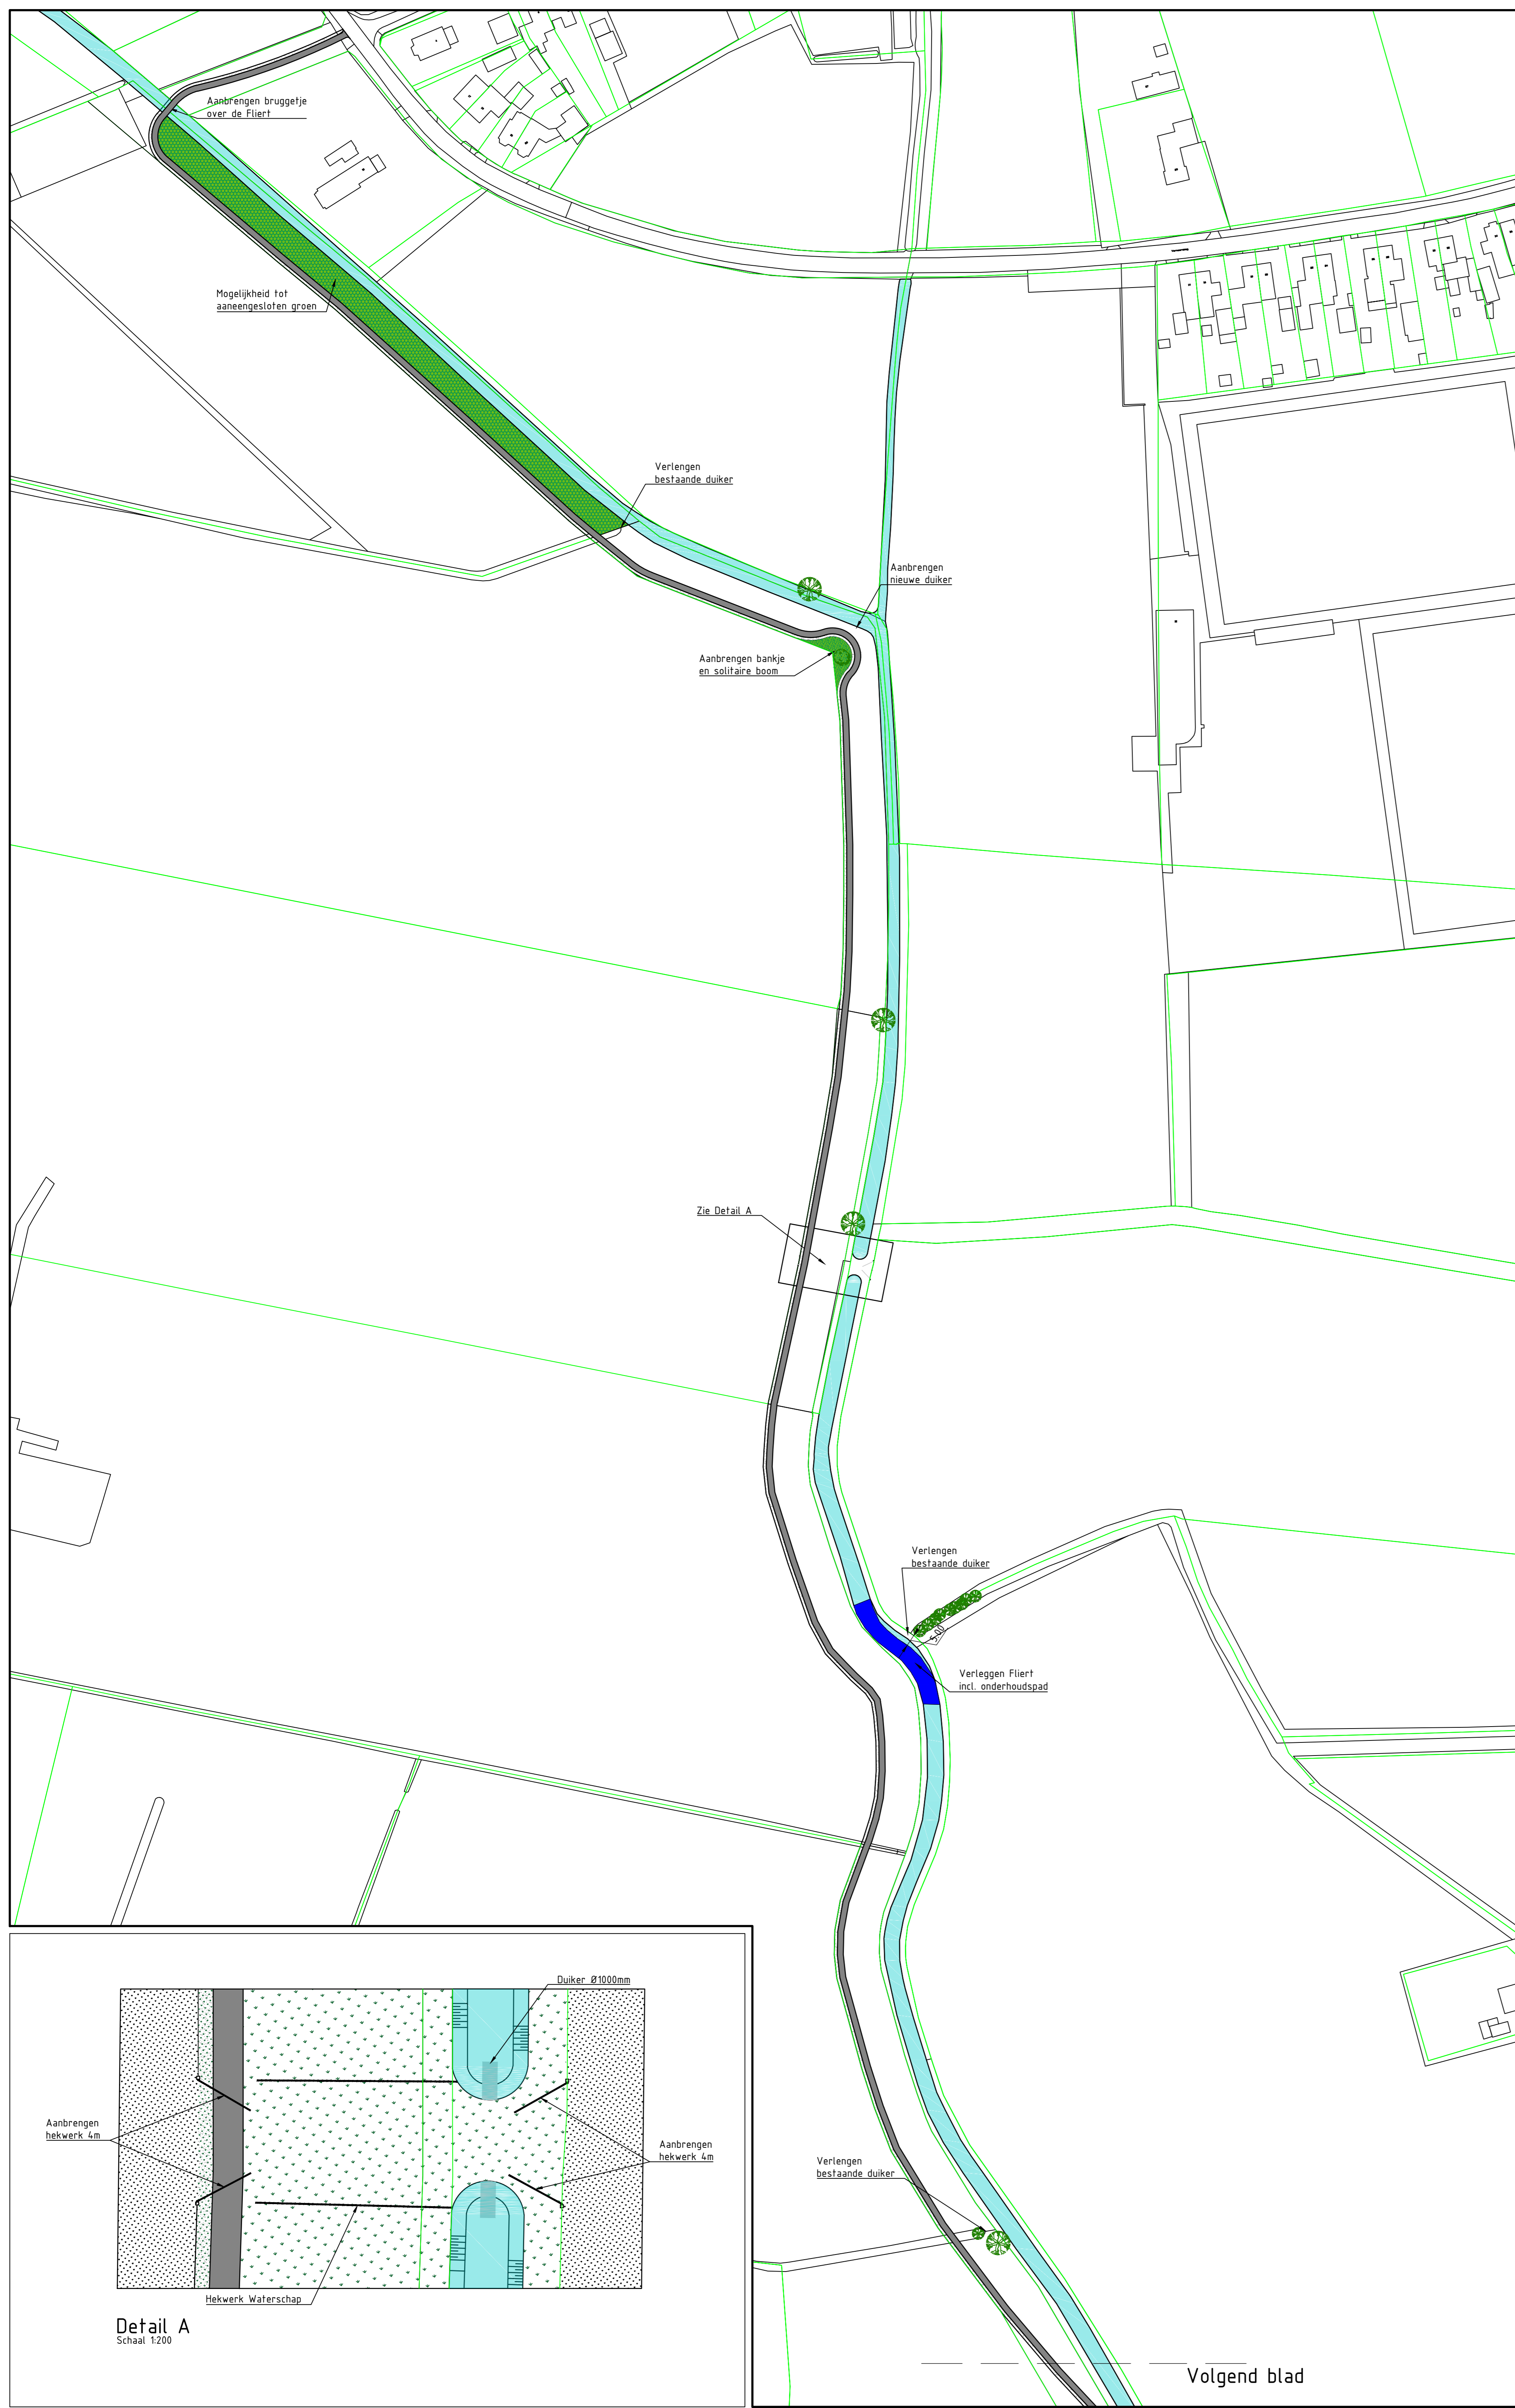 Aanbrengen bruggetje
over de Fliert
Mogelijkheid tot
aaneengesloten groen
Verlengen
bestaande duiker
Aanbrengen
nieuwe duiker
Aanbrengen bankje
en solitaire boom
Zie Detail A
Verlengen
bestaande duiker
5.00
Verleggen Fliert
incl. onderhoudspad
Duiker Ø1000mm
Aanbrengen
hekwerk 4m
Aanbrengen
hekwerk 4m
Hekwerk Waterschap
Detail A
Schaal 1:200
Verlengen
bestaande duiker
Volgend blad